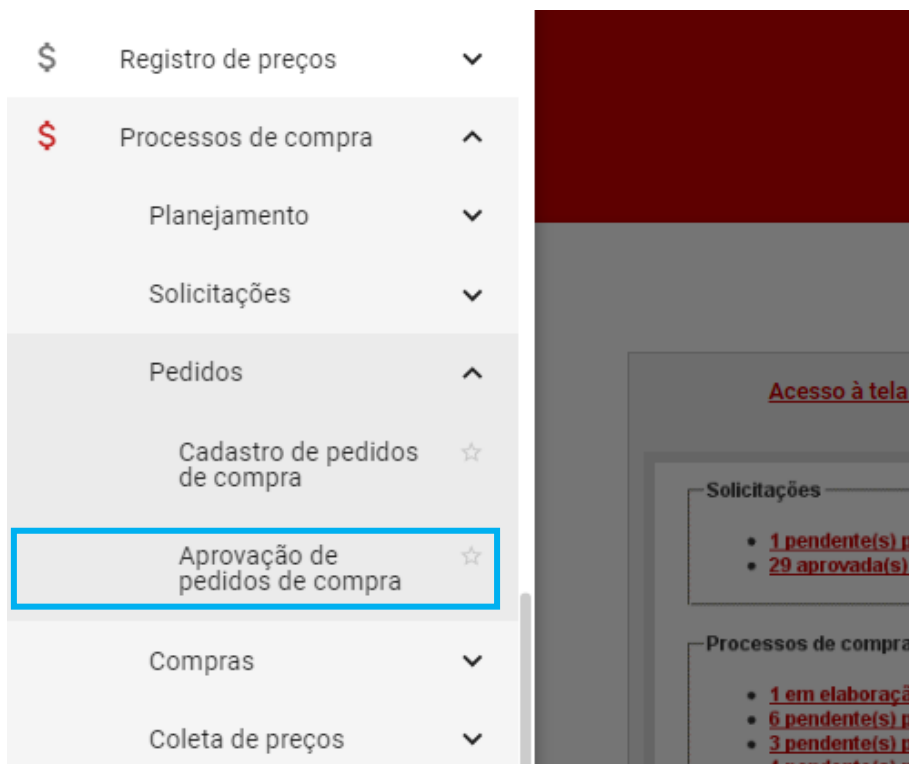 $ Registro de preços
$ Processos de compra
Planejamento
Solicitações
Pedidos
Cadastro de pedidos
de compra
Aprovação de
pedidos de compra
Compras
Coleta de preços
Acesso à tela
Solicitações
1 pendente(s)
29 aprovada(s)
Processos de compra
1 em
6 pendente(s)
3 pendente(s)